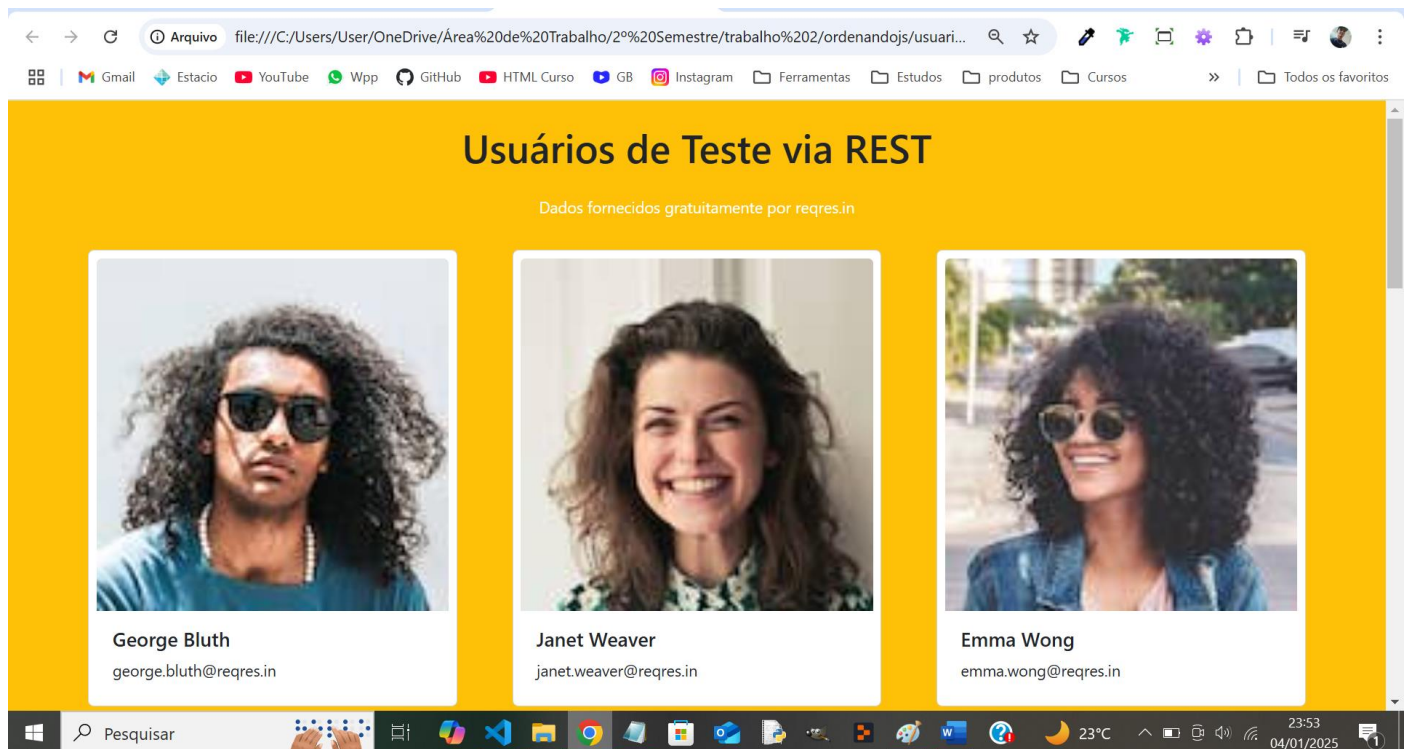 Arquivo file:///C:/Users/User/OneDrive/Área%20de%20Trabalho/2º%20Semestre/trabalho%202/ordenandojs/usuari...
Gmail Estacio YouTube Wpp GitHub HTML Curso GB Instagram Ferramentas Estudos produtos Cursos » Todos os favoritos
Usuários de Teste via REST
Dados fornecidos gratuitamente por reqres.in
George Bluth Janet Weaver Emma Wong
george.bluth@reqres.in janet.weaver@reqres.in emma.wong@reqres.in
Pesquisar 23°C 23:53
04/01/2025 1